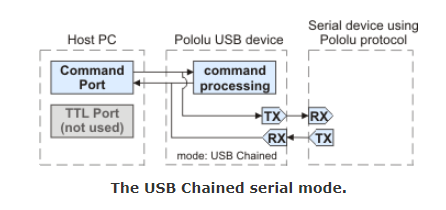 Serial device using
Host PC
Pololu USB device
Pololu protocol
Command
Port
command
processing
TTL Port
(not used)
TX
RX
RX
TX
mode: USB Chained
The USB Chained serial mode.